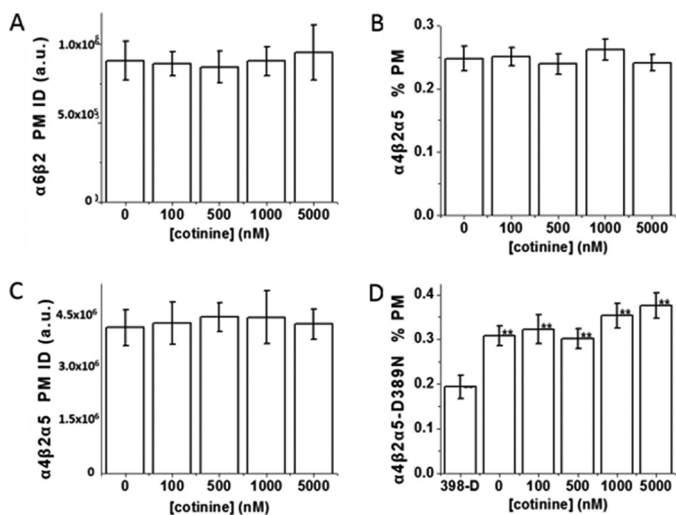 A
α6β2 PM ID (a.u.)
1.0x10⁶
5.0x10⁵
0
0 100 500 1000 5000
[cotinine] (nM)
B
α4β2α5 % PM
0.3
0.2
0.1
0.0
0 100 500 1000 5000
[cotinine] (nM)
C
α4β2α5 PM ID (a.u.)
4.5x10⁶
3.0x10⁶
1.5x10⁶
0
0 100 500 1000 5000
[cotinine] (nM)
D
α4β2α5-D389N % PM
0.4
0.3
0.2
0.1
0.0
** ** ** ** **
398-D 0 100 500 1000 5000
[cotinine] (nM)